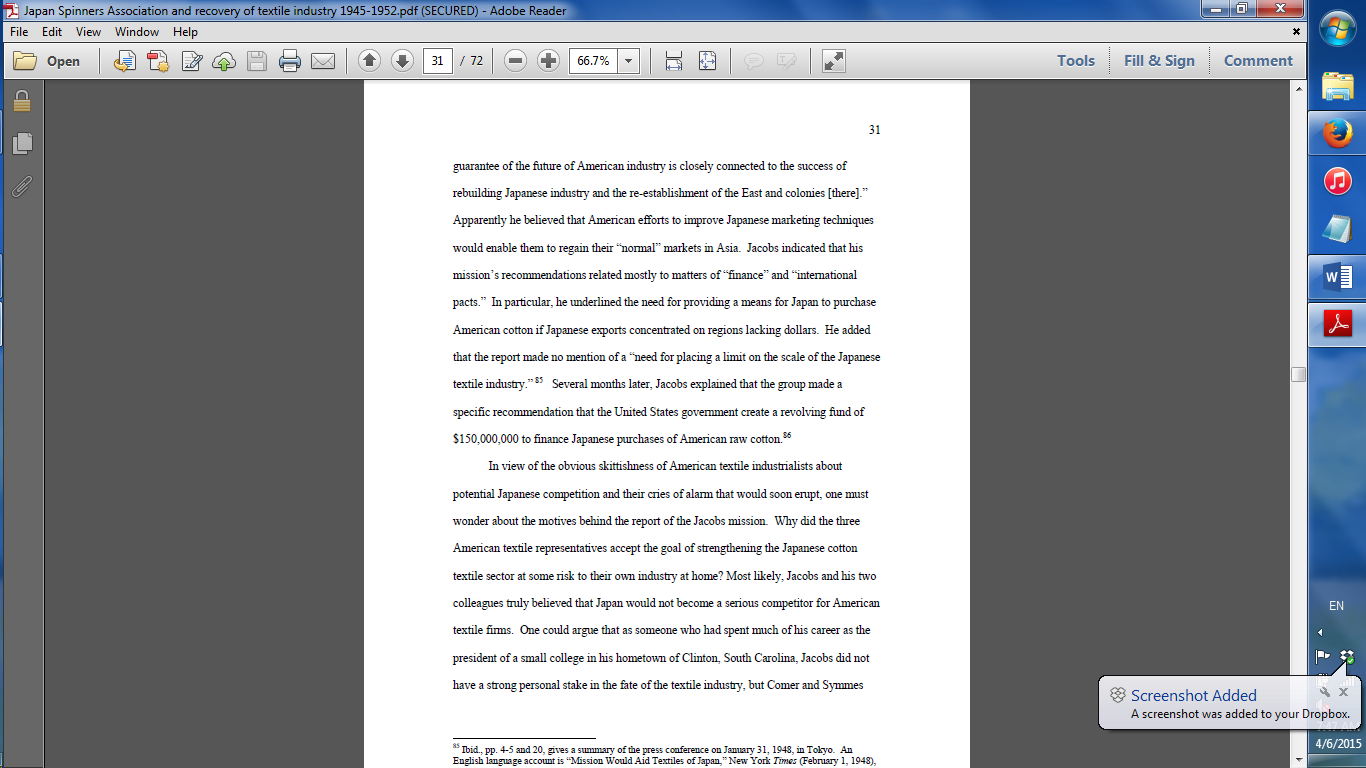 Japan Spinners Association and recovery of textile industry 1945-1952.pdf (SECURED) - Adobe Reader
File Edit View Window Help
Open 31 / 72 66.7% Tools Fill & Sign Comment
31
guarantee of the future of American industry is closely connected to the success of
rebuilding Japanese industry and the re-establishment of the East and colonies [there].”
Apparently he believed that American efforts to improve Japanese marketing techniques
would enable them to regain their “normal” markets in Asia.  Jacobs indicated that his
mission’s recommendations related mostly to matters of “finance” and “international
pacts.”  In particular, he underlined the need for providing a means for Japan to purchase
American cotton if Japanese exports concentrated on regions lacking dollars.  He added
that the report made no mention of a “need for placing a limit on the scale of the Japanese
textile industry.” 85  Several months later, Jacobs explained that the group made a
specific recommendation that the United States government create a revolving fund of
$150,000,000 to finance Japanese purchases of American raw cotton.86
In view of the obvious skittishness of American textile industrialists about
potential Japanese competition and their cries of alarm that would soon erupt, one must
wonder about the motives behind the report of the Jacobs mission.  Why did the three
American textile representatives accept the goal of strengthening the Japanese cotton
textile sector at some risk to their own industry at home? Most likely, Jacobs and his two
colleagues truly believed that Japan would not become a serious competitor for American
textile firms.  One could argue that as someone who had spent much of his career as the
president of a small college in his hometown of Clinton, South Carolina, Jacobs did not
have a strong personal stake in the fate of the textile industry, but Comer and Symmes
85 Ibid., pp. 4-5 and 20, gives a summary of the press conference on January 31, 1948, in Tokyo.  An
English language account is “Mission Would Aid Textiles of Japan,” New York Times (February 1, 1948),
W
EN
Screenshot Added
A screenshot was added to your Dropbox.
4/6/2015